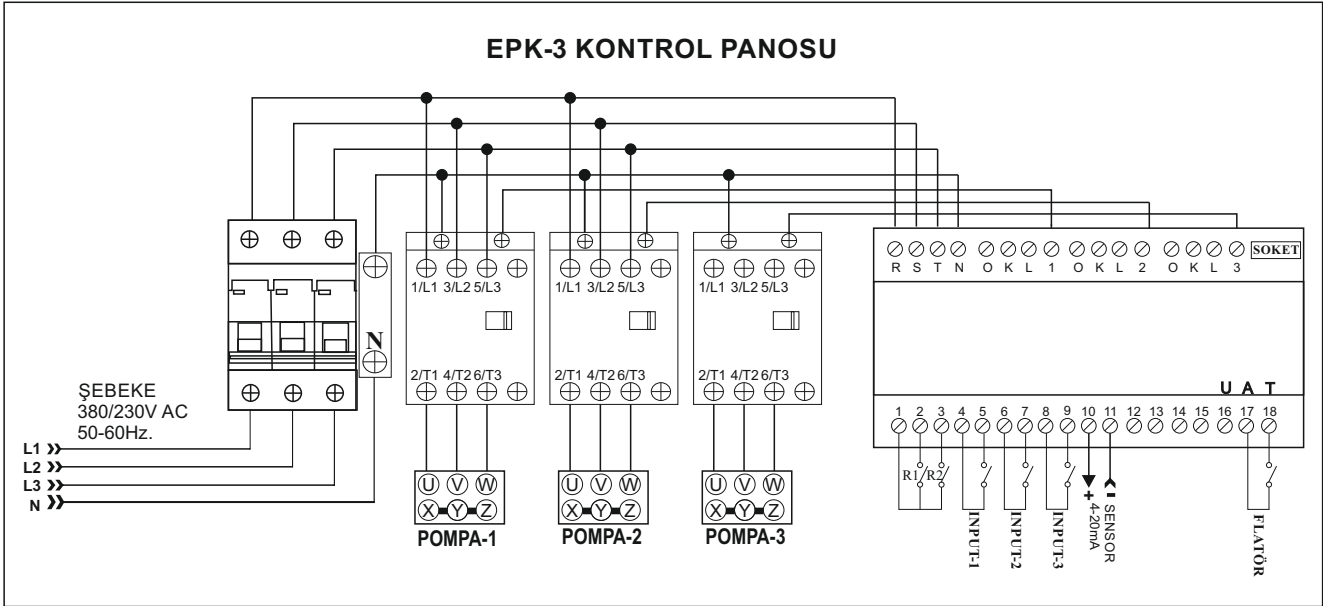 EPK-3 KONTROL PANOSU
R S T N O K L 1 O K L 2 O K L 3
SOKET
1/L1 3/L2 5/L3
1/L1 3/L2 5/L3
1/L1 3/L2 5/L3
N
2/T1 4/T2 6/T3
2/T1 4/T2 6/T3
2/T1 4/T2 6/T3
U A T
ŞEBEKE
380/230V AC
50-60Hz.
L1
L2
L3
N
1 2 3 4 5 6 7 8 9 10 11 12 13 14 15 16 17 18
R1 R2
U V W
X Y Z
POMPA-1
U V W
X Y Z
POMPA-2
U V W
X Y Z
POMPA-3
INPUT-1
INPUT-2
INPUT-3
+ -
4-20mA
SENSOR
FLATÖR